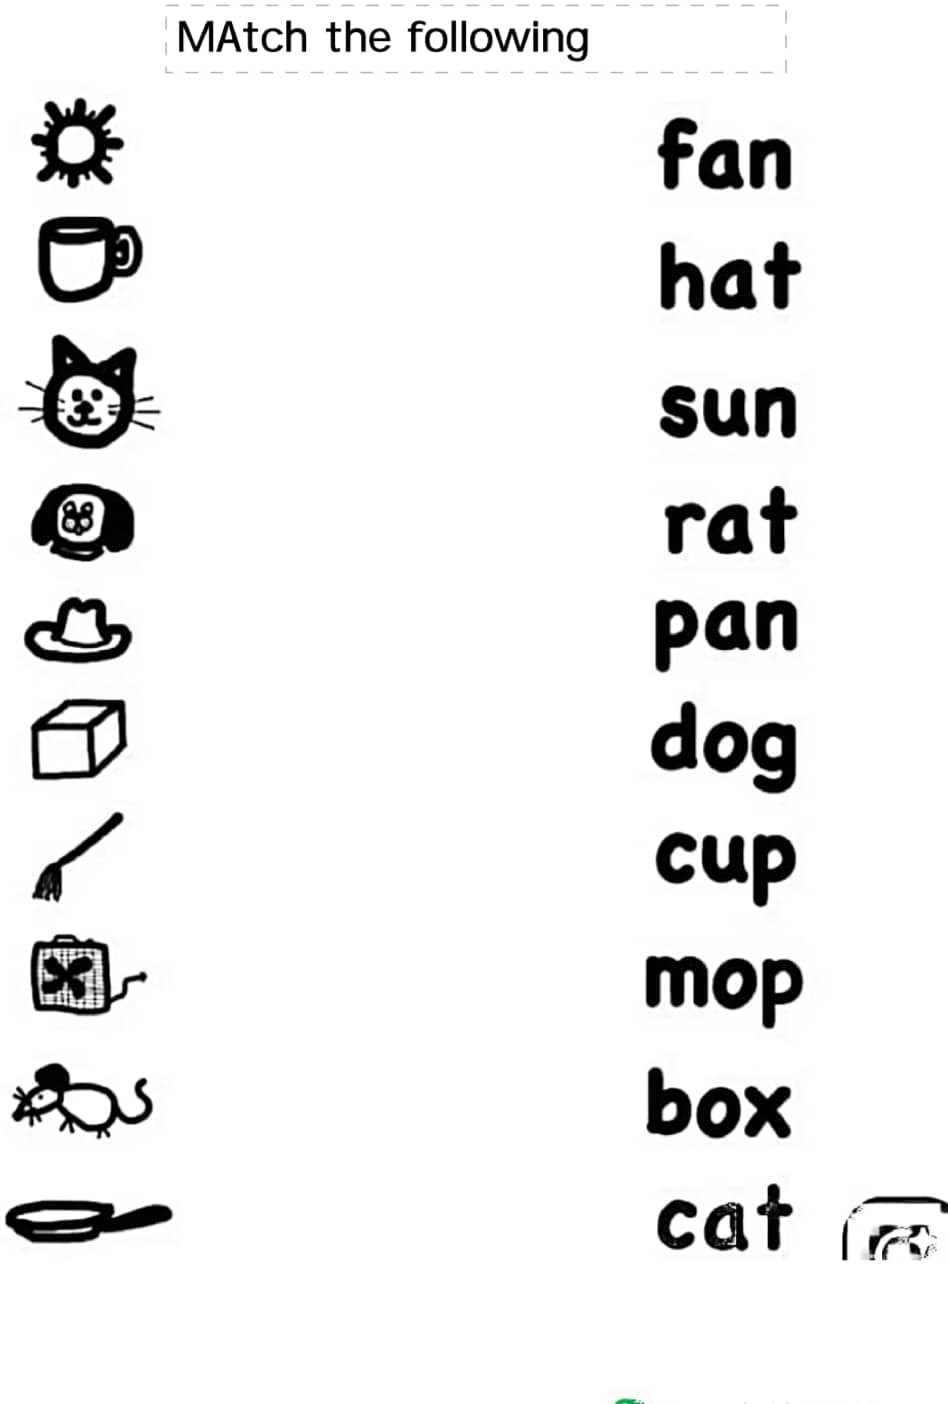 MAtch the following
fan
hat
sun
rat
pan
dog
cup
mop
box
cat